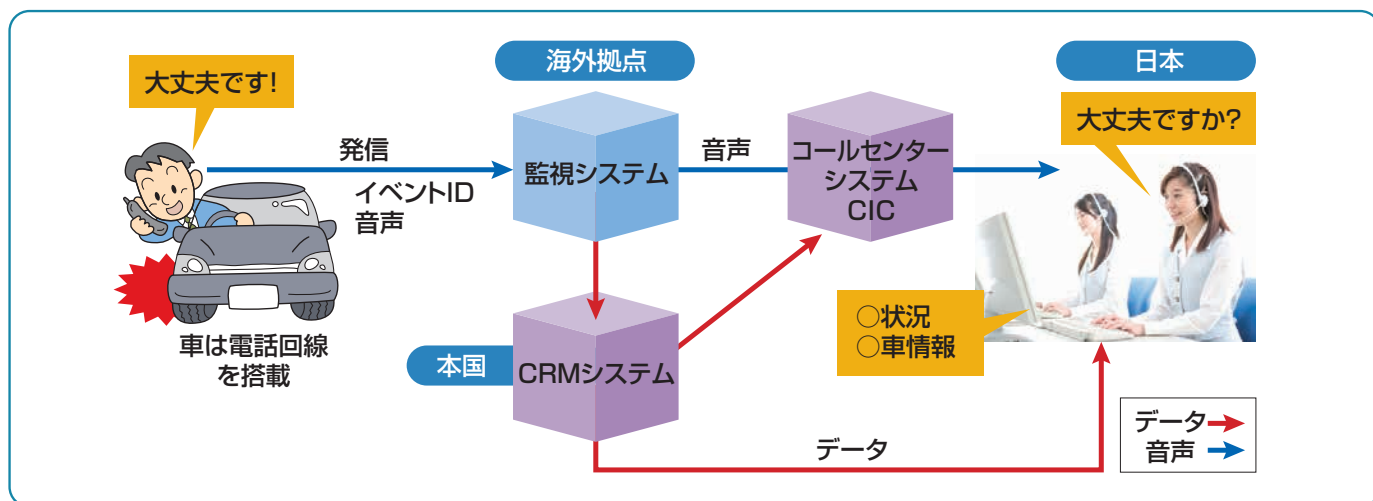 海外拠点
日本
大丈夫です!
大丈夫ですか?
発信
イベントID
音声
監視システム
音声
コールセンター
システム
CIC
○状況
○車情報
車は電話回線
を搭載
本国
CRMシステム
データ
データ
音声